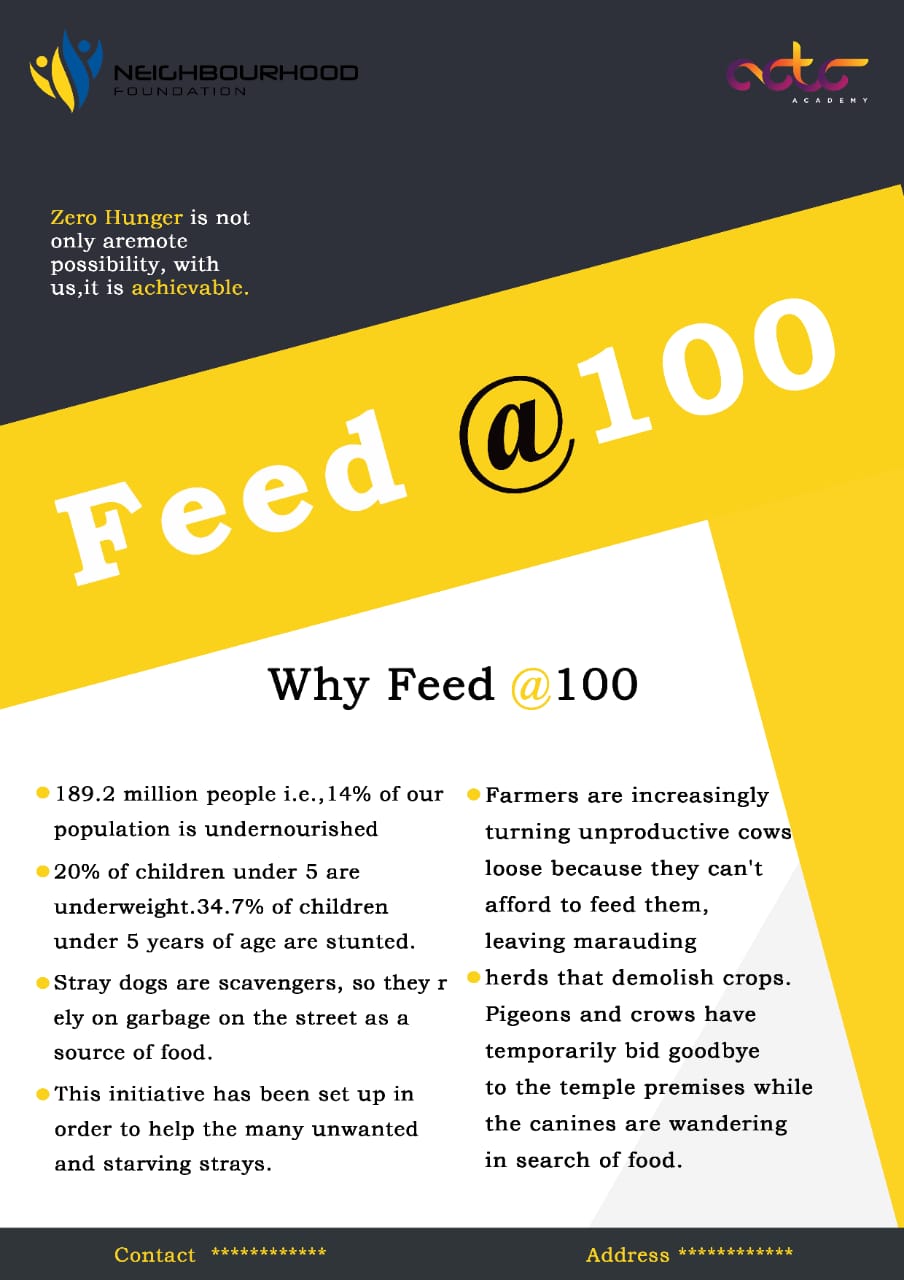 NEIGHBOURHOOD
FOUNDATION
acts
ACADEMY
Zero Hunger is not
only aremote
possibility, with
us,it is achievable.
Feed @100
Why Feed @100
189.2 million people i.e.,14% of our
population is undernourished
20% of children under 5 are
underweight.34.7% of children
under 5 years of age are stunted.
Stray dogs are scavengers, so they r
ely on garbage on the street as a
source of food.
This initiative has been set up in
order to help the many unwanted
and starving strays.
Farmers are increasingly
turning unproductive cows
loose because they can't
afford to feed them,
leaving marauding
herds that demolish crops.
Pigeons and crows have
temporarily bid goodbye
to the temple premises while
the canines are wandering
in search of food.
Contact ************
Address ************